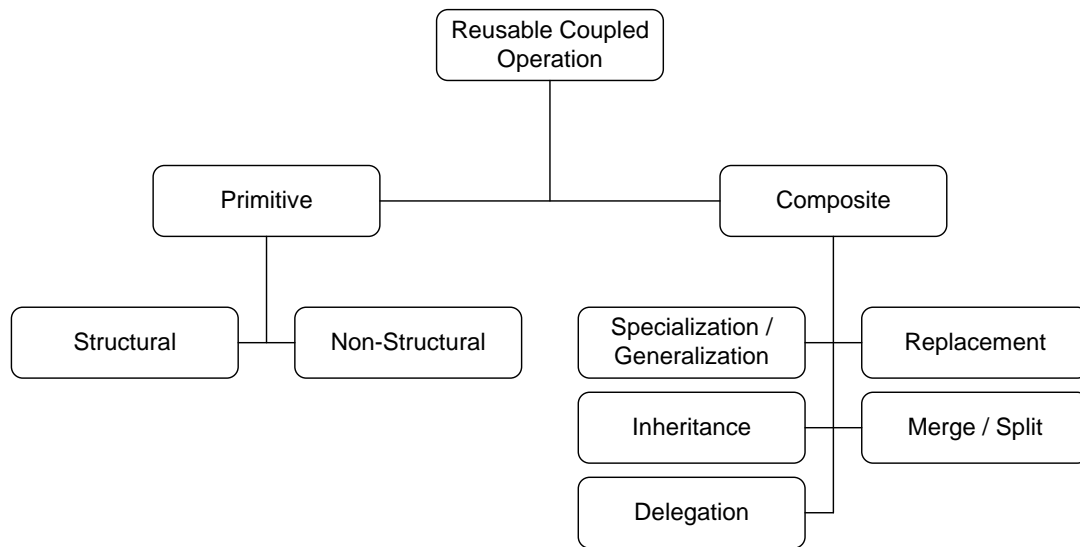 Reusable Coupled
Operation
Primitive
Composite
Structural
Non-Structural
Specialization /
Generalization
Replacement
Inheritance
Merge / Split
Delegation